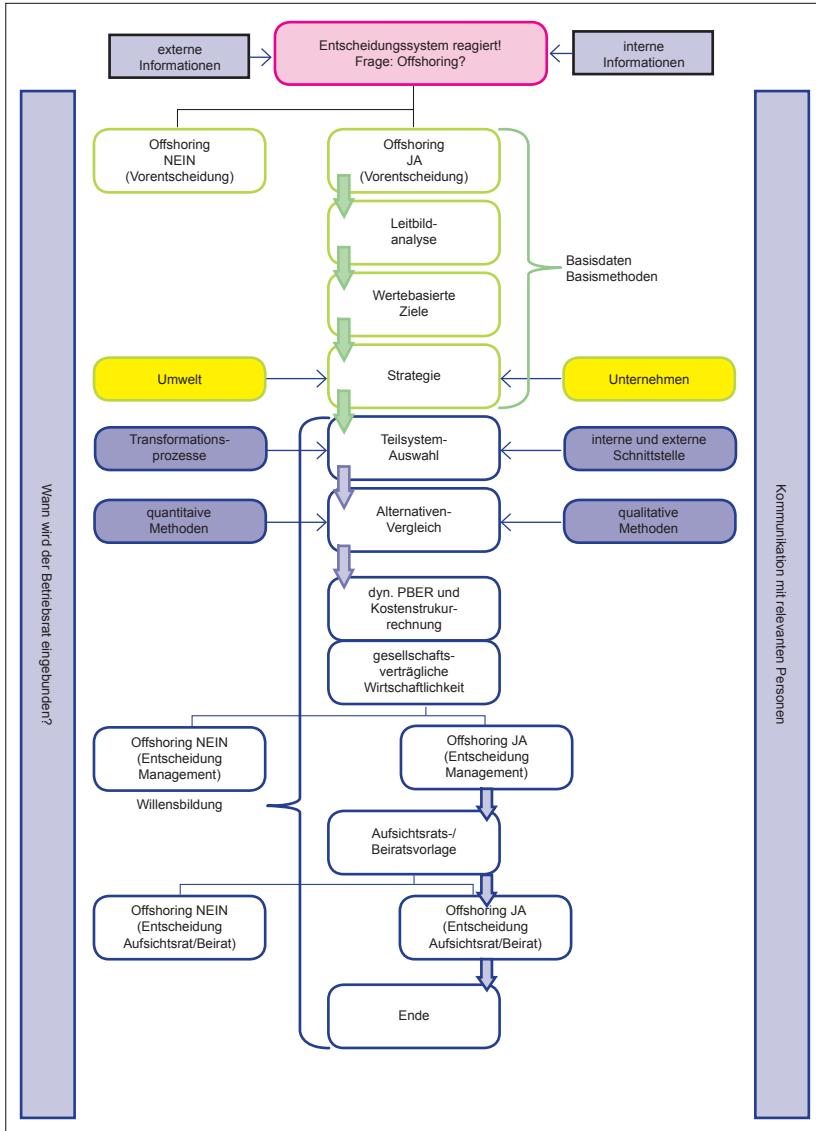 externe
Informationen
Entscheidungssystem reagiert!
Frage: Offshoring?
interne
Informationen
Offshoring
NEIN
(Vorentscheidung)
Offshoring
JA
(Vorentscheidung)
Leitbild-
analyse
Basisdaten
Basismethoden
Wertebasierte
Ziele
Umwelt
Strategie
Unternehmen
Transformations-
prozesse
Teilsystem-
Auswahl
interne und externe
Schnittstelle
quantitaive
Methoden
Alternativen-
Vergleich
qualitative
Methoden
dyn. PBER und
Kostenstrukur-
rechnung
gesellschafts-
verträgliche
Wirtschaftlichkeit
Offshoring NEIN
(Entscheidung
Management)
Offshoring JA
(Entscheidung
Management)
Willensbildung
Aufsichtsrats-/
Beiratsvorlage
Offshoring NEIN
(Entscheidung
Aufsichtsrat/Beirat)
Offshoring JA
(Entscheidung
Aufsichtsrat/Beirat)
Ende
Wann wird der Betriebsrat eingebunden?
Kommunikation mit relevanten Personen